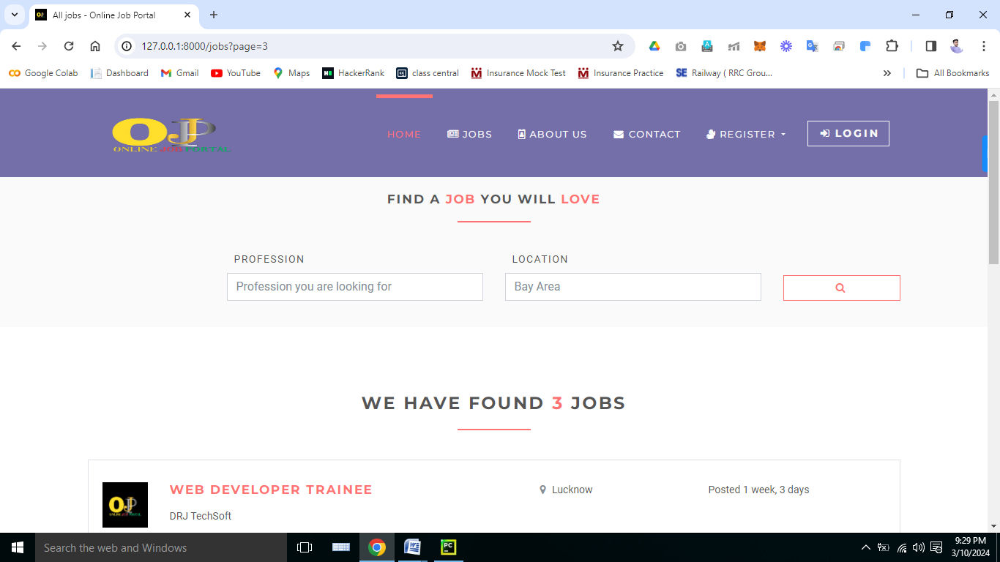 All jobs - Online Job Portal
127.0.0.1:8000/jobs?page=3
Google Colab Dashboard Gmail YouTube Maps HackerRank class central Insurance Mock Test Insurance Practice Railway ( RRC Grou... » All Bookmarks
OJP
ONLINE JOB PORTAL
HOME JOBS ABOUT US CONTACT REGISTER LOGIN
FIND A JOB YOU WILL LOVE
PROFESSION LOCATION
Profession you are looking for Bay Area
WE HAVE FOUND 3 JOBS
WEB DEVELOPER TRAINEE Lucknow Posted 1 week, 3 days
OJP
ONLINE JOB PORTAL
DRJ TechSoft
Search the web and Windows
9:29 PM
3/10/2024